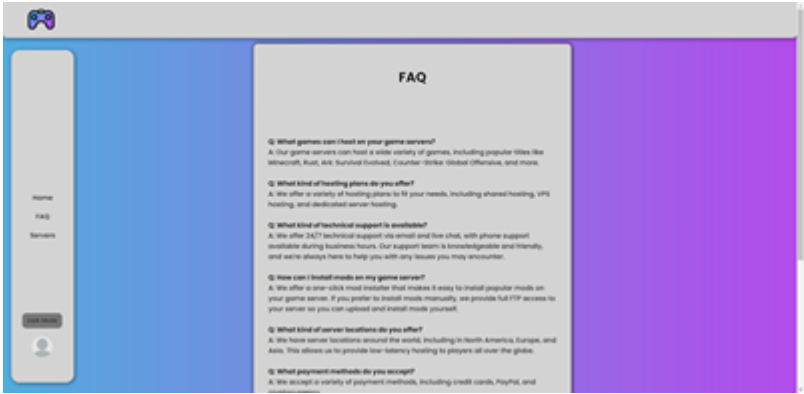 FAQ
Q: What games can I host on your game servers?
A: Our game servers can host a wide variety of games, including popular titles like
Minecraft, Rust, Ark: Survival Evolved, Counter-Strike: Global Offensive, and more.
Q: What kind of hosting plans do you offer?
A: We offer a variety of hosting plans to fit your needs, including shared hosting, VPS
hosting, and dedicated server hosting.
Q: What kind of technical support is available?
A: We offer 24/7 technical support via email and live chat, with phone support
available during business hours. Our support team is knowledgeable and friendly,
and we're always here to help you with any issues you may encounter.
Q: How can I install mods on my game server?
A: We offer a one-click mod installer that makes it easy to install popular mods on
your game server. If you prefer to install mods manually, we provide full FTP access to
your server so you can upload and install mods yourself.
Q: What kind of server locations do you offer?
A: We have server locations around the world, including in North America, Europe, and
Asia. This allows us to provide low-latency hosting to players all over the globe.
Q: What payment methods do you accept?
A: We accept a variety of payment methods, including credit cards, PayPal, and
Home
FAQ
Servers
Dark Mode